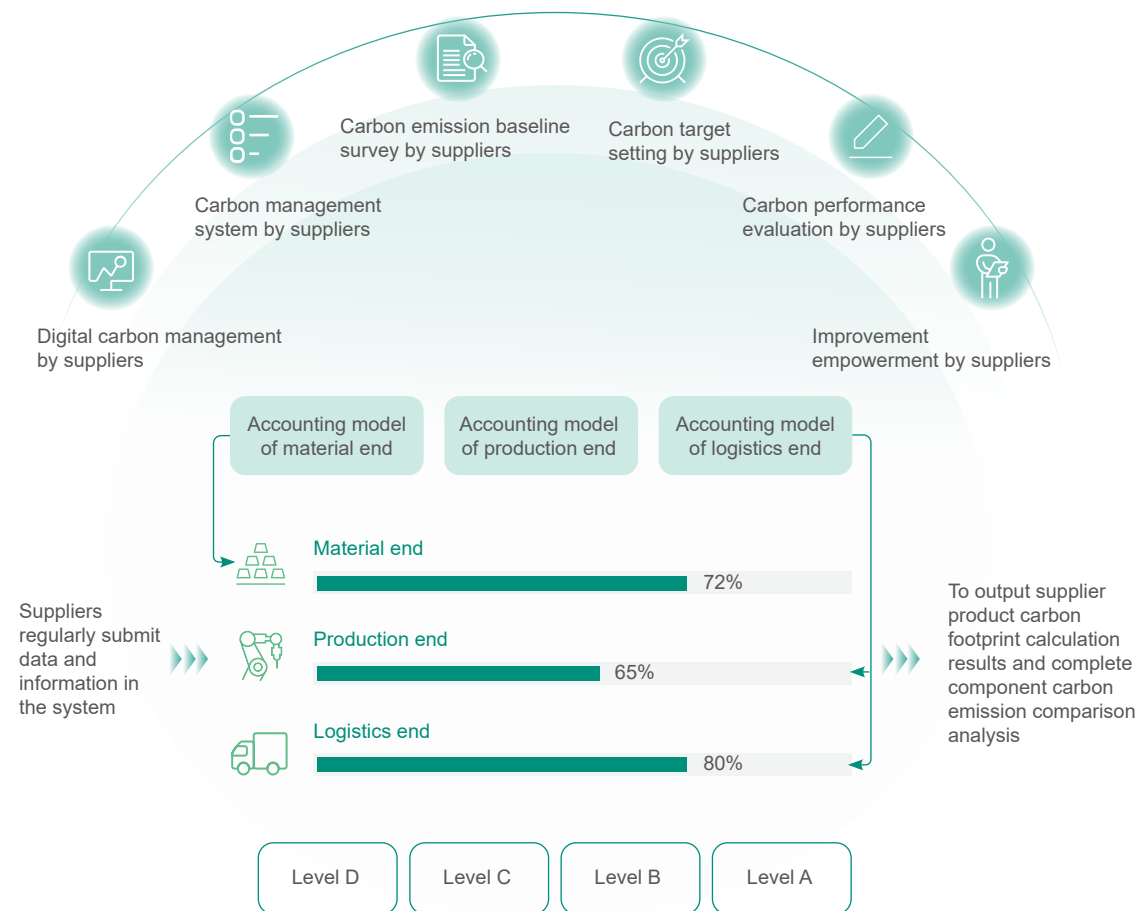 Carbon emission baseline
survey by suppliers
Carbon target
setting by suppliers
Carbon management
system by suppliers
Carbon performance
evaluation by suppliers
Digital carbon management
by suppliers
Improvement
empowerment by suppliers
Accounting model
of material end
Accounting model
of production end
Accounting model
of logistics end
Suppliers
regularly submit
data and
information in
the system
Material end
72%
Production end
65%
Logistics end
80%
To output supplier
product carbon
footprint calculation
results and complete
component carbon
emission comparison
analysis
Level D
Level C
Level B
Level A